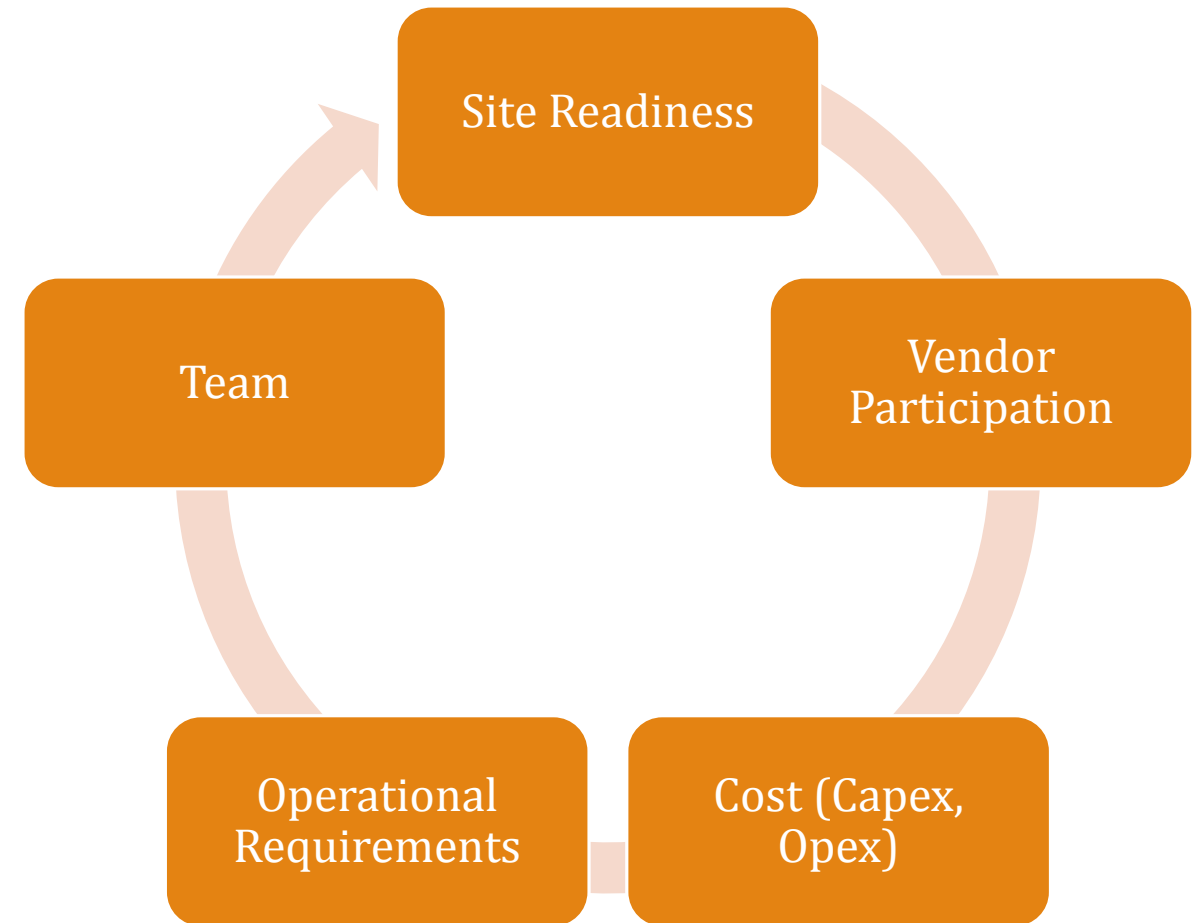 Site Readiness
Vendor
Participation
Cost (Capex,
Opex)
Operational
Requirements
Team